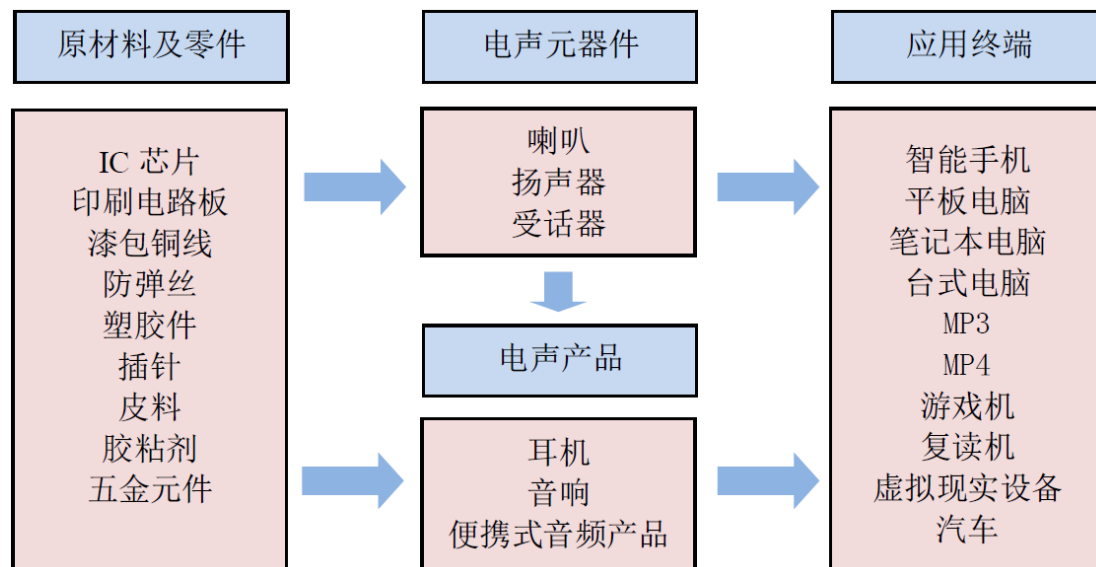 原材料及零件
IC 芯片
印刷电路板
漆包铜线
防弹丝
塑胶件
插针
皮料
胶粘剂
五金元件
电声元器件
喇叭
扬声器
受话器
电声产品
耳机
音响
便携式音频产品
应用终端
智能手机
平板电脑
笔记本电脑
台式电脑
MP3
MP4
游戏机
复读机
虚拟现实设备
汽车